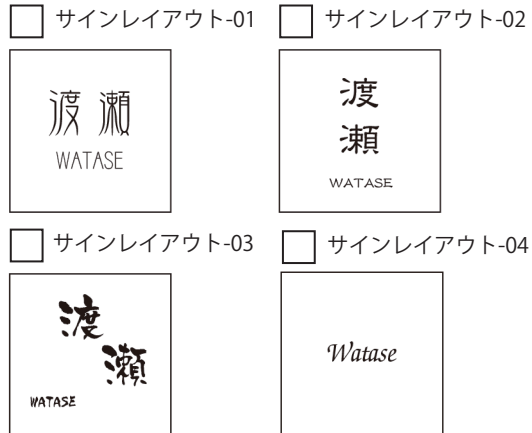 サインレイアウト-01
渡瀬
WATASE
サインレイアウト-02
渡
瀬
WATASE
サインレイアウト-03
渡
瀬
WATASE
サインレイアウト-04
Watase